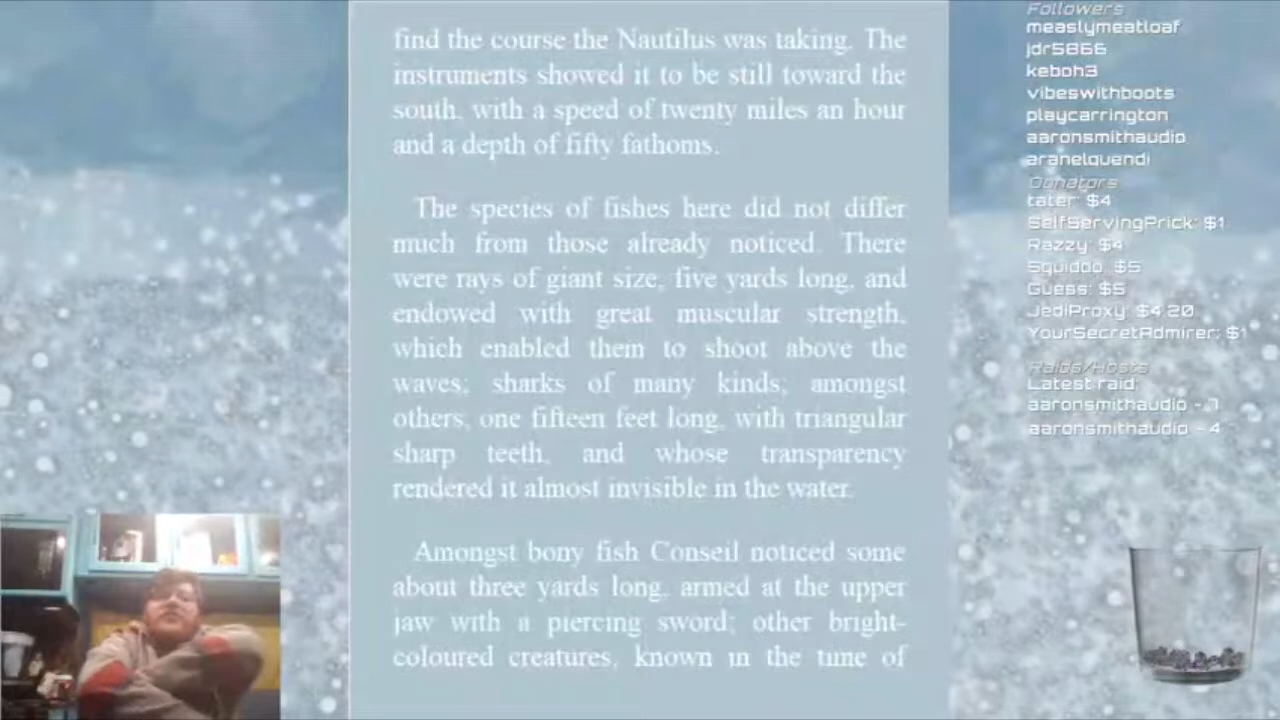 find the course the Nautilus was taking. The
instruments showed it to be still toward the
south, with a speed of twenty miles an hour
and a depth of fifty fathoms.
The species of fishes here did not differ
much from those already noticed. There
were rays of giant size, five yards long, and
endowed with great muscular strength,
which enabled them to shoot above the
waves; sharks of many kinds; amongst
others, one fifteen feet long, with triangular
sharp teeth, and whose transparency
rendered it almost invisible in the water.
Amongst bony fish Conseil noticed some
about three yards long, armed at the upper
jaw with a piercing sword; other bright-
coloured creatures, known in the time of
Followers
measlymeatloaf
jdr5866
keboh3
vibeswithboots
playcarrington
aaronsmithaudio
aranelquendi
Donators
tater: $4
SelfServingPrick: $1
Razzy: $4
Squidoo: $5
Guess: $5
JediProxy: $4.20
YourSecretAdmirer: $1
Raids/Hosts
Latest raid:
aaronsmithaudio - 7
aaronsmithaudio - 4